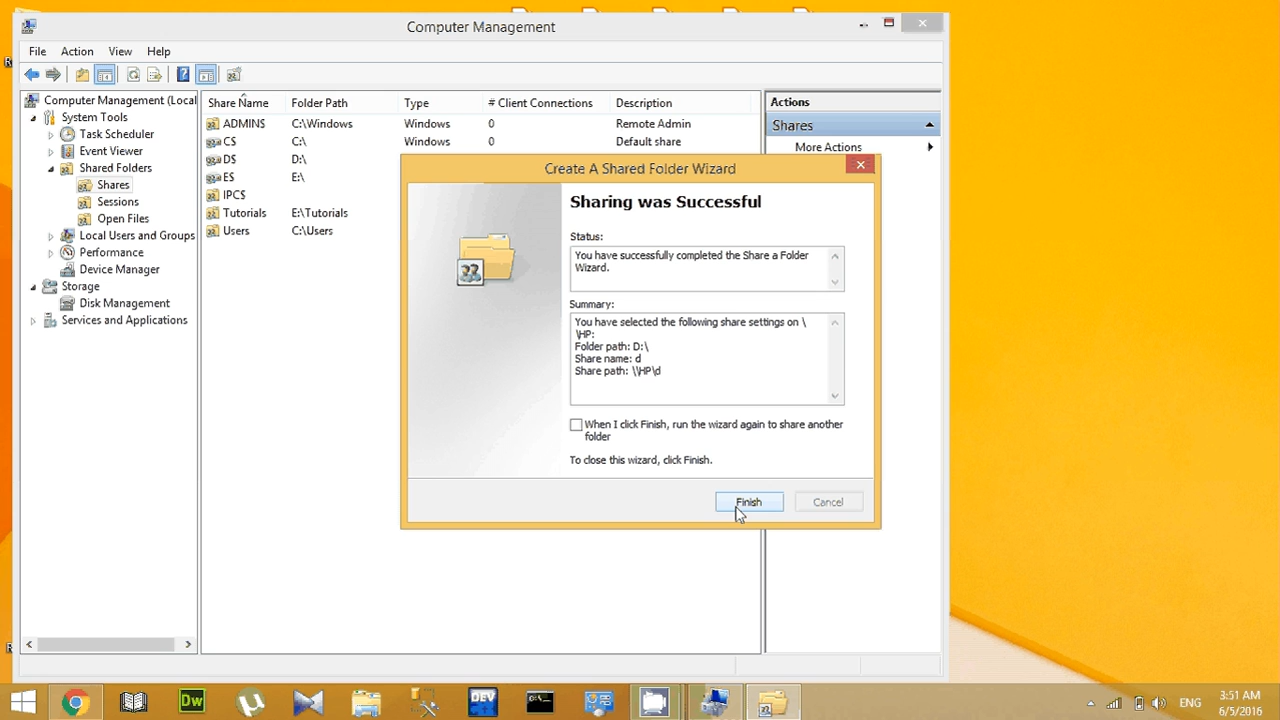 Computer Management
File Action View Help
Computer Management (Local
System Tools
Task Scheduler
Event Viewer
Shared Folders
Shares
Sessions
Open Files
Local Users and Groups
Performance
Device Manager
Storage
Disk Management
Services and Applications
Share Name Folder Path Type # Client Connections Description
ADMIN$ C:\Windows Windows 0 Remote Admin
C$ C:\ Windows 0 Default share
D$ D:\
E$ E:\
IPC$
Tutorials E:\Tutorials
Users C:\Users
Actions
Shares
More Actions
Create A Shared Folder Wizard
Sharing was Successful
Status:
You have successfully completed the Share a Folder
Wizard.
Summary:
You have selected the following share settings on \
\HP:
Folder path: D:\
Share name: d
Share path: \\HP\d
When I click Finish, run the wizard again to share another
folder
To close this wizard, click Finish.
Finish Cancel
Dw
DEV
ENG
3:51 AM
6/5/2016